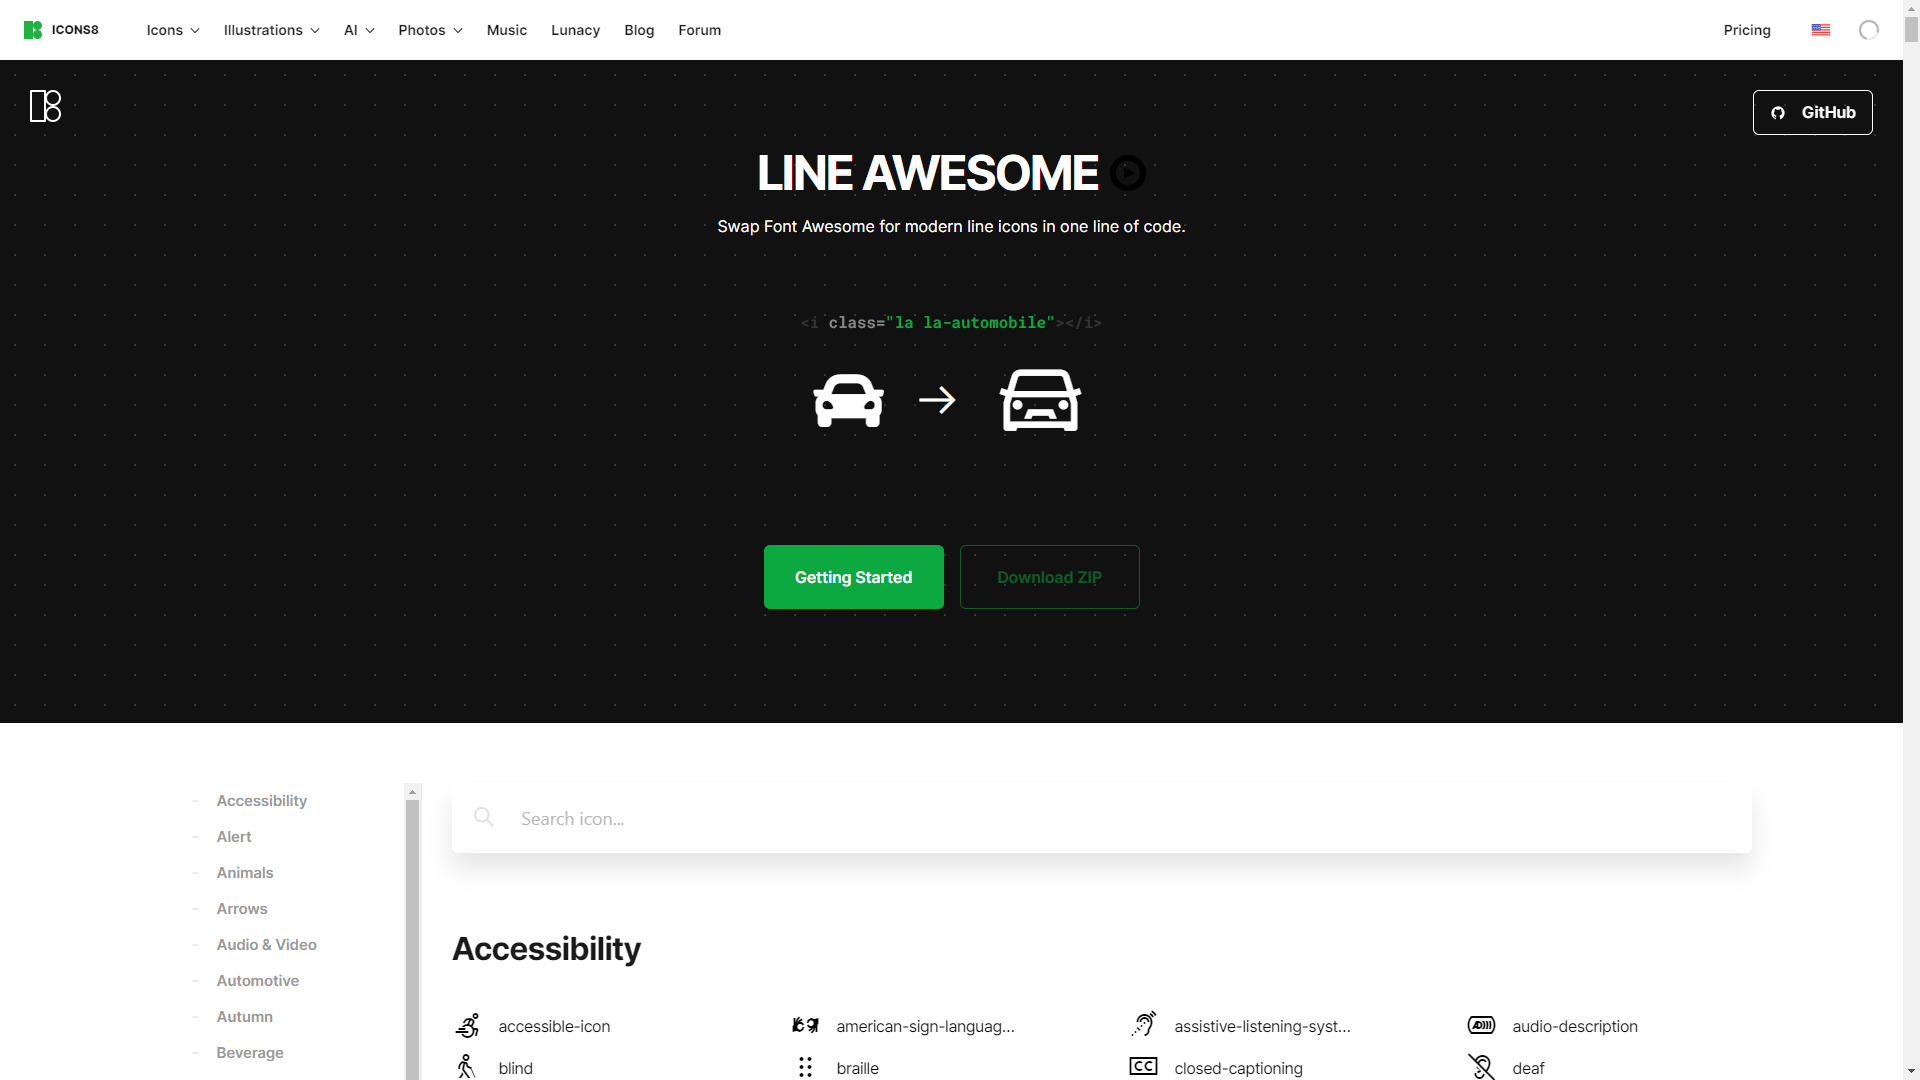 ICONS8
Icons
Illustrations
AI
Photos
Music
Lunacy
Blog
Forum
Pricing
GitHub
LINE AWESOME
Swap Font Awesome for modern line icons in one line of code.
<i class="la la-automobile"></i>
Getting Started
Download ZIP
Accessibility
Alert
Animals
Arrows
Audio & Video
Automotive
Autumn
Beverage
Search icon...
Accessibility
accessible-icon
american-sign-languag...
assistive-listening-syst...
audio-description
blind
braille
CC
closed-captioning
deaf